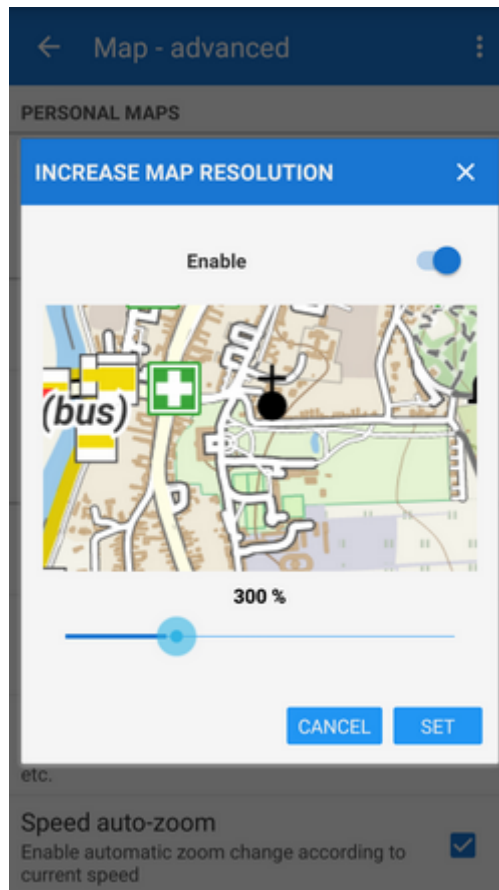 Map - advanced
PERSONAL MAPS
INCREASE MAP RESOLUTION
Enable
(bus)
300 %
CANCEL SET
etc.
Speed auto-zoom
Enable automatic zoom change according to
current speed